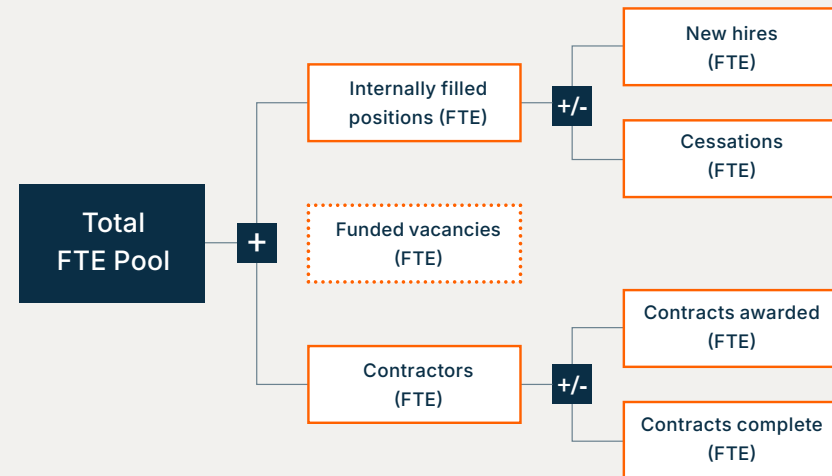 New hires
(FTE)
Internally filled
positions (FTE)
+/-
Cessations
(FTE)
Total
FTE Pool
+
Funded vacancies
(FTE)
Contracts awarded
(FTE)
Contractors
(FTE)
+/-
Contracts complete
(FTE)